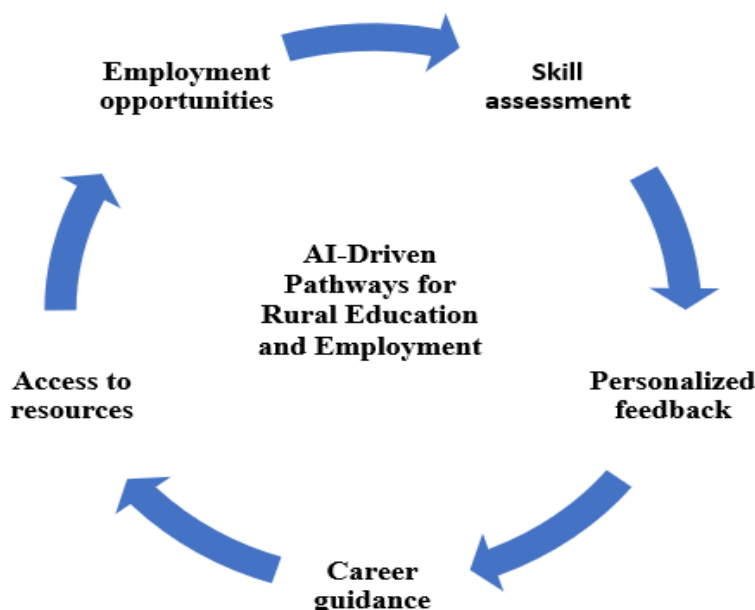 Employment
opportunities
Skill
assessment
AI-Driven
Pathways for
Rural Education
and Employment
Access to
resources
Personalized
feedback
Career
guidance